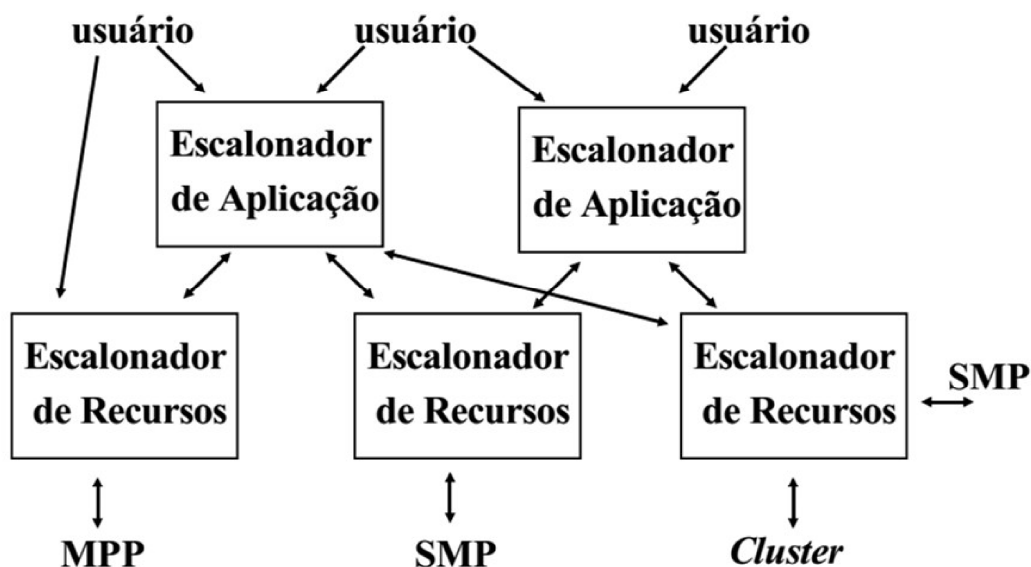 usuário
usuário
usuário
Escalonador
de Aplicação
Escalonador
de Aplicação
Escalonador
de Recursos
Escalonador
de Recursos
Escalonador
de Recursos
SMP
MPP
SMP
Cluster